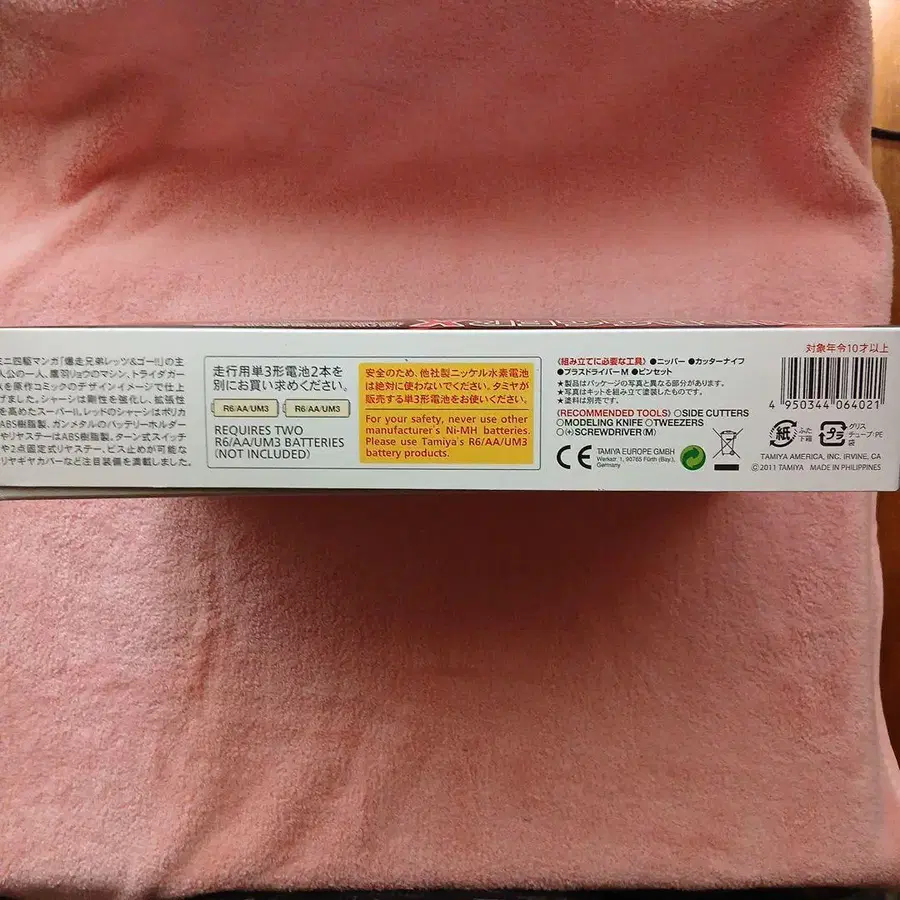 ミニ四駆マンガ「爆走兄弟レッツ&ゴー!!」の主
人公の一人、鷹羽リョウのマシン、トライダガー
を原作コミックのデザインイメージで仕上
げました。シャーシは剛性を強化し、拡張性
を高めたスーパーII。レッドのシャーシはポリカ
ABS樹脂製、ガンメタルのバッテリーホルダー
やリヤステーはABS樹脂製。ターン式スイッチ
や2点固定式リヤステー、ビス止めが可能な
リヤギヤカバーなど注目装備を満載しました。
走行用単3形電池2本を
別にお買い求めください。
R6/AA/UM3 R6/AA/UM3
REQUIRES TWO
R6/AA/UM3 BATTERIES
(NOT INCLUDED)
安全のため、他社製ニッケル水素電池
は絶対に使わないでください。タミヤが
販売する単3形電池をお使いください。
For your safety, never use other
manufacturer's Ni-MH batteries.
Please use Tamiya's R6/AA/UM3
battery products.
《組み立てに必要な工具》 ●ニッパー ●カッターナイフ
●プラスドライバーM ●ピンセット
★製品はパッケージの写真と異なる部分があります。
★写真はキットを組み立て塗装したものです。
★塗料は別売です。
《RECOMMENDED TOOLS》 ○SIDE CUTTERS
○MODELING KNIFE ○TWEEZERS
○(+)SCREWDRIVER(M)
CE
TAMIYA EUROPE GMBH
Werkstr. 1, 90765 Fürth (Bay.),
Germany
対象年令10才以上
4 950344 064021
紙 ふた 下箱
プラ グリス チューブ:PE 袋
TAMIYA AMERICA, INC. IRVINE, CA
©2011 TAMIYA MADE IN PHILIPPINES